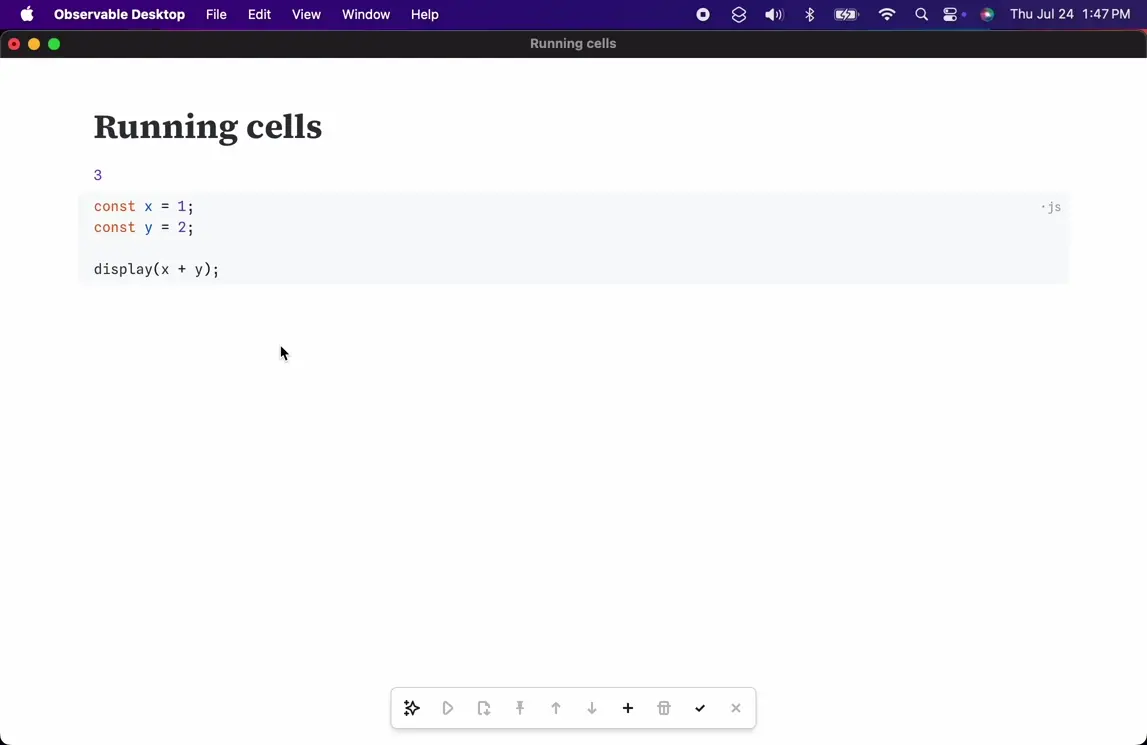 Observable Desktop File Edit View Window Help Thu Jul 24 1:47 PM
Running cells
Running cells
3
const x = 1;
·js
const y = 2;
display(x + y);